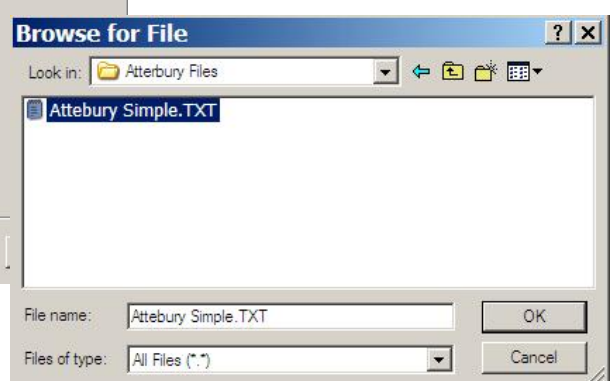 Browse for File
Look in: Atterbury Files
Attebury Simple.TXT
File name: Attebury Simple.TXT
OK
Files of type: All Files (*.*)
Cancel